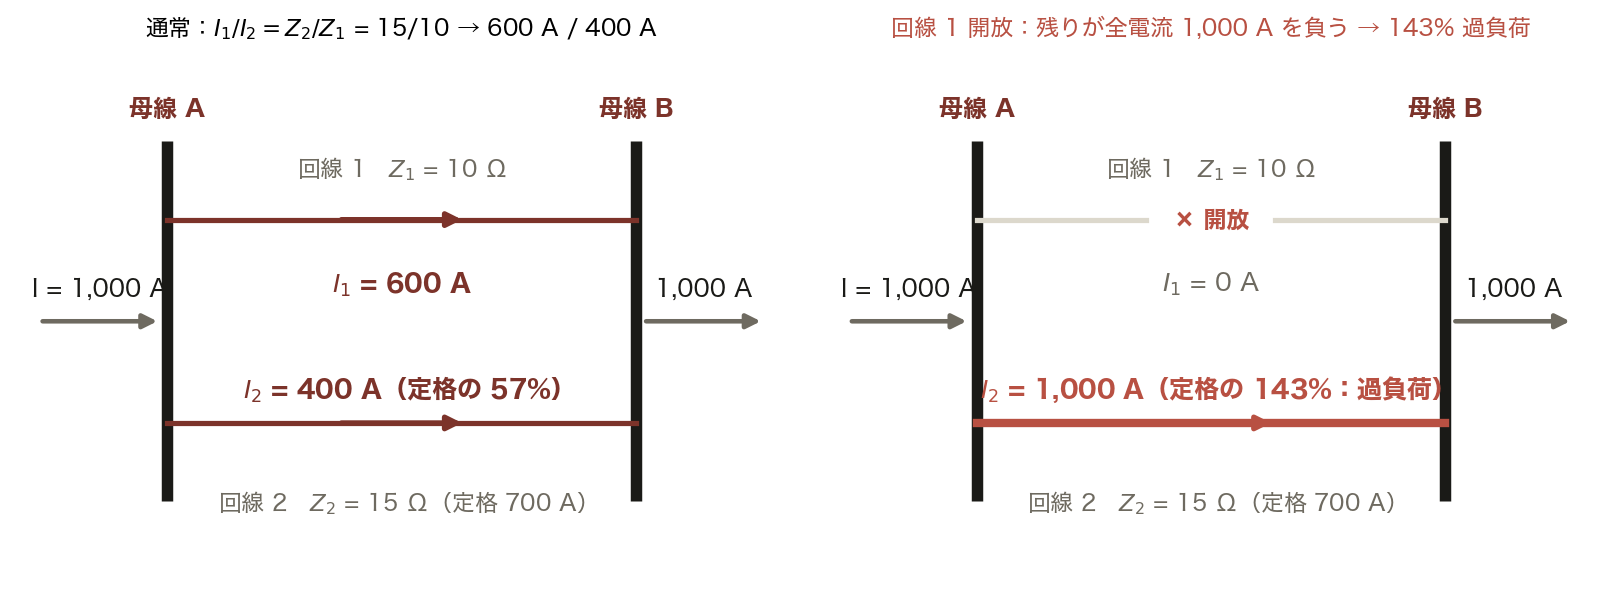 通常：I₁/I₂ = Z₂/Z₁ = 15/10 → 600 A / 400 A
母線 A
母線 B
回線 1 Z₁ = 10 Ω
I = 1,000 A
I₁ = 600 A
1,000 A
I₂ = 400 A（定格の 57%）
回線 2 Z₂ = 15 Ω（定格 700 A）
回線 1 開放：残りが全電流 1,000 A を負う → 143% 過負荷
母線 A
母線 B
回線 1 Z₁ = 10 Ω
× 開放
I = 1,000 A
I₁ = 0 A
1,000 A
I₂ = 1,000 A（定格の 143%：過負荷）
回線 2 Z₂ = 15 Ω（定格 700 A）